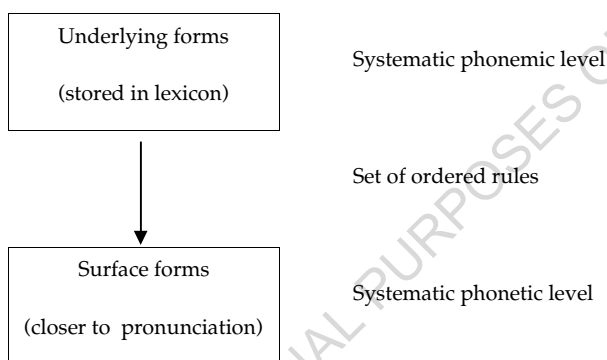 Underlying forms
(stored in lexicon)
Systematic phonemic level
Set of ordered rules
Surface forms
(closer to pronunciation)
Systematic phonetic level
PURPOSES